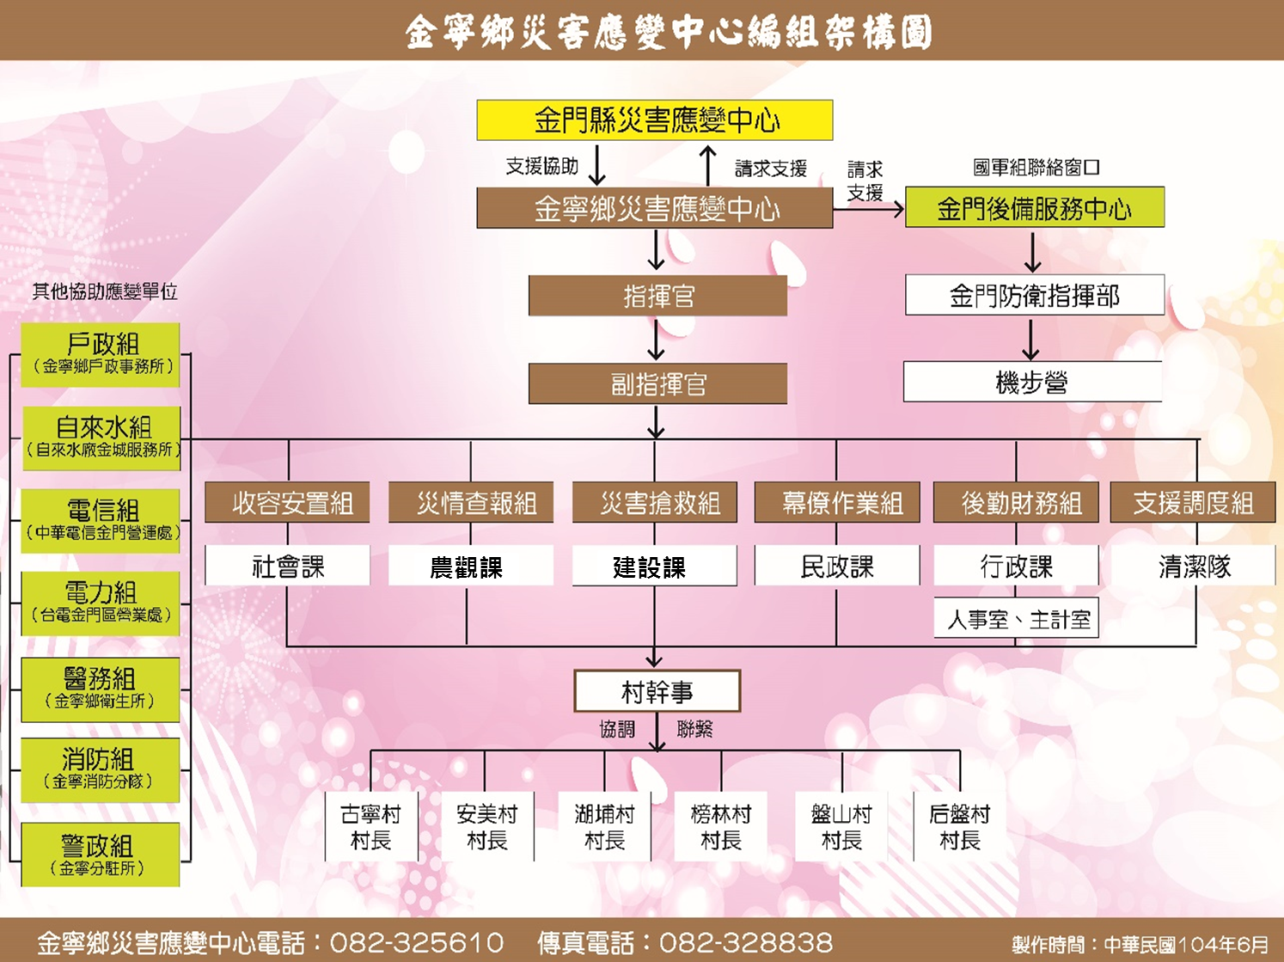 金寧鄉災害應變中心編組架構圖
金門縣災害應變中心
支援協助
請求支援
請求
支援
國軍組聯絡窗口
金寧鄉災害應變中心
金門後備服務中心
指揮官
金門防衛指揮部
副指揮官
機步營
其他協助應變單位
戶政組
（金寧鄉戶政事務所）
自來水組
（自來水廠金城服務所）
電信組
（中華電信金門營運處）
電力組
（台電金門區營業處）
醫務組
（金寧鄉衛生所）
消防組
（金寧消防分隊）
警政組
（金寧分駐所）
收容安置組
災情查報組
災害搶救組
幕僚作業組
後勤財務組
支援調度組
社會課
農觀課
建設課
民政課
行政課
清潔隊
人事室、主計室
村幹事
協調
聯繫
古寧村
村長
安美村
村長
湖埔村
村長
榜林村
村長
盤山村
村長
后盤村
村長
金寧鄉災害應變中心電話：082-325610
傳真電話：082-328838
製作時間：中華民國104年6月